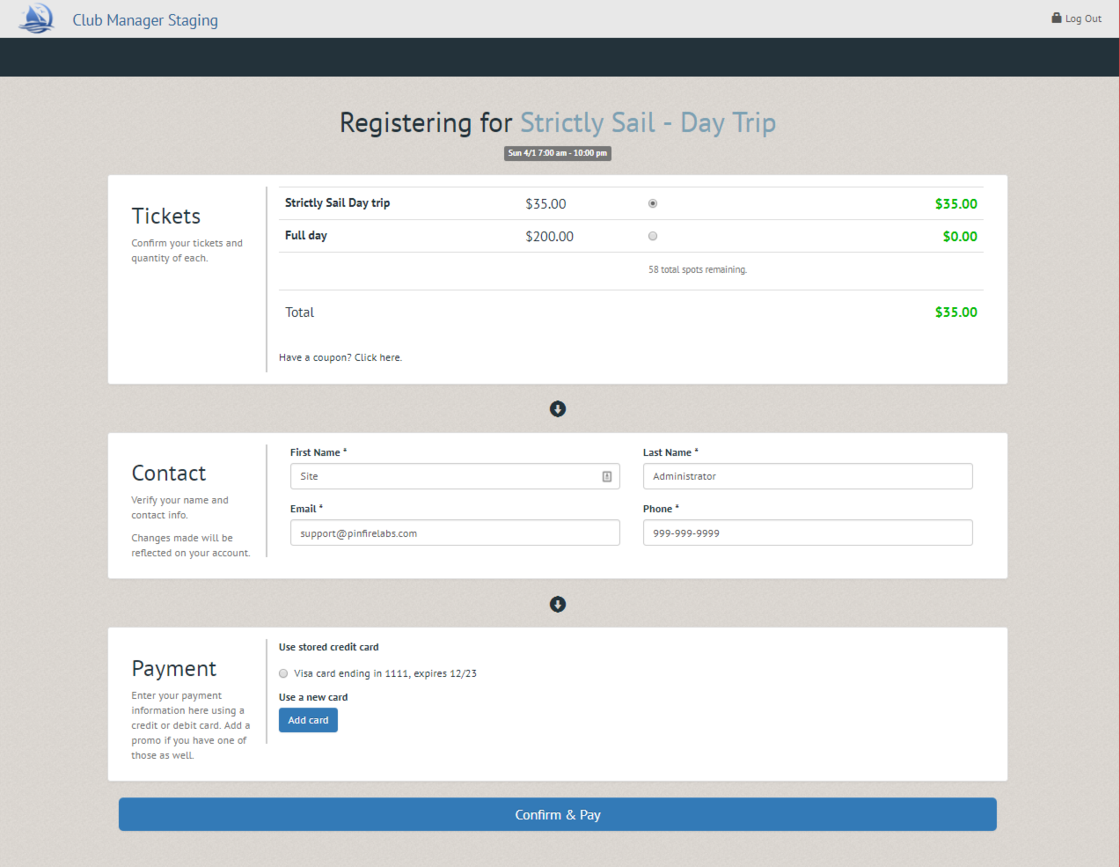 Club Manager Staging
Log Out
Registering for Strictly Sail - Day Trip
Sun 4/1 7:00 am - 10:00 pm
Tickets
Confirm your tickets and
quantity of each.
Strictly Sail Day trip $35.00 $35.00
Full day $200.00 $0.00
58 total spots remaining.
Total $35.00
Have a coupon? Click here.
Contact
Verify your name and
contact info.
Changes made will be
reflected on your account.
First Name *
Site
Last Name *
Administrator
Email *
support@pinfirelabs.com
Phone *
999-999-9999
Payment
Enter your payment
information here using a
credit or debit card. Add a
promo if you have one of
those as well.
Use stored credit card
Visa card ending in 1111, expires 12/23
Use a new card
Add card
Confirm & Pay